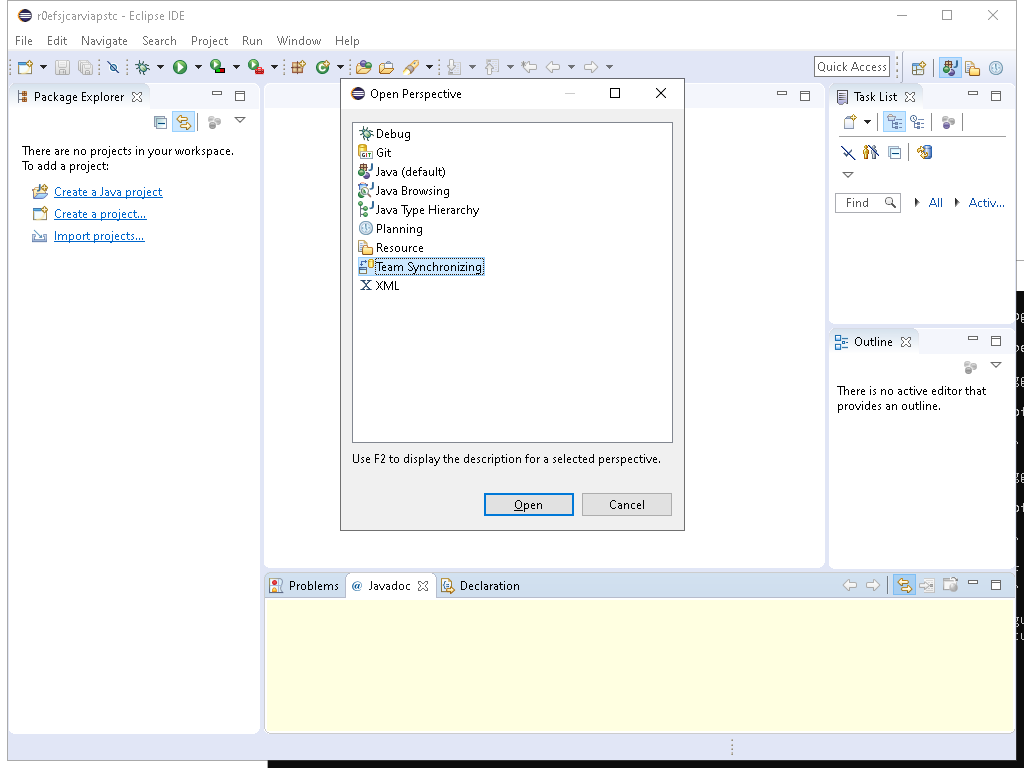 r0efsjcarviapstc - Eclipse IDE
File Edit Navigate Search Project Run Window Help
Quick Access
Package Explorer
There are no projects in your workspace.
To add a project:
Create a Java project
Create a project...
Import projects...
Open Perspective
Debug
GIT Git
Java (default)
Java Browsing
Java Type Hierarchy
Planning
Resource
Team Synchronizing
XML
Use F2 to display the description for a selected perspective.
Open Cancel
Task List
Find All Activ...
Outline
There is no active editor that
provides an outline.
Problems @ Javadoc Declaration